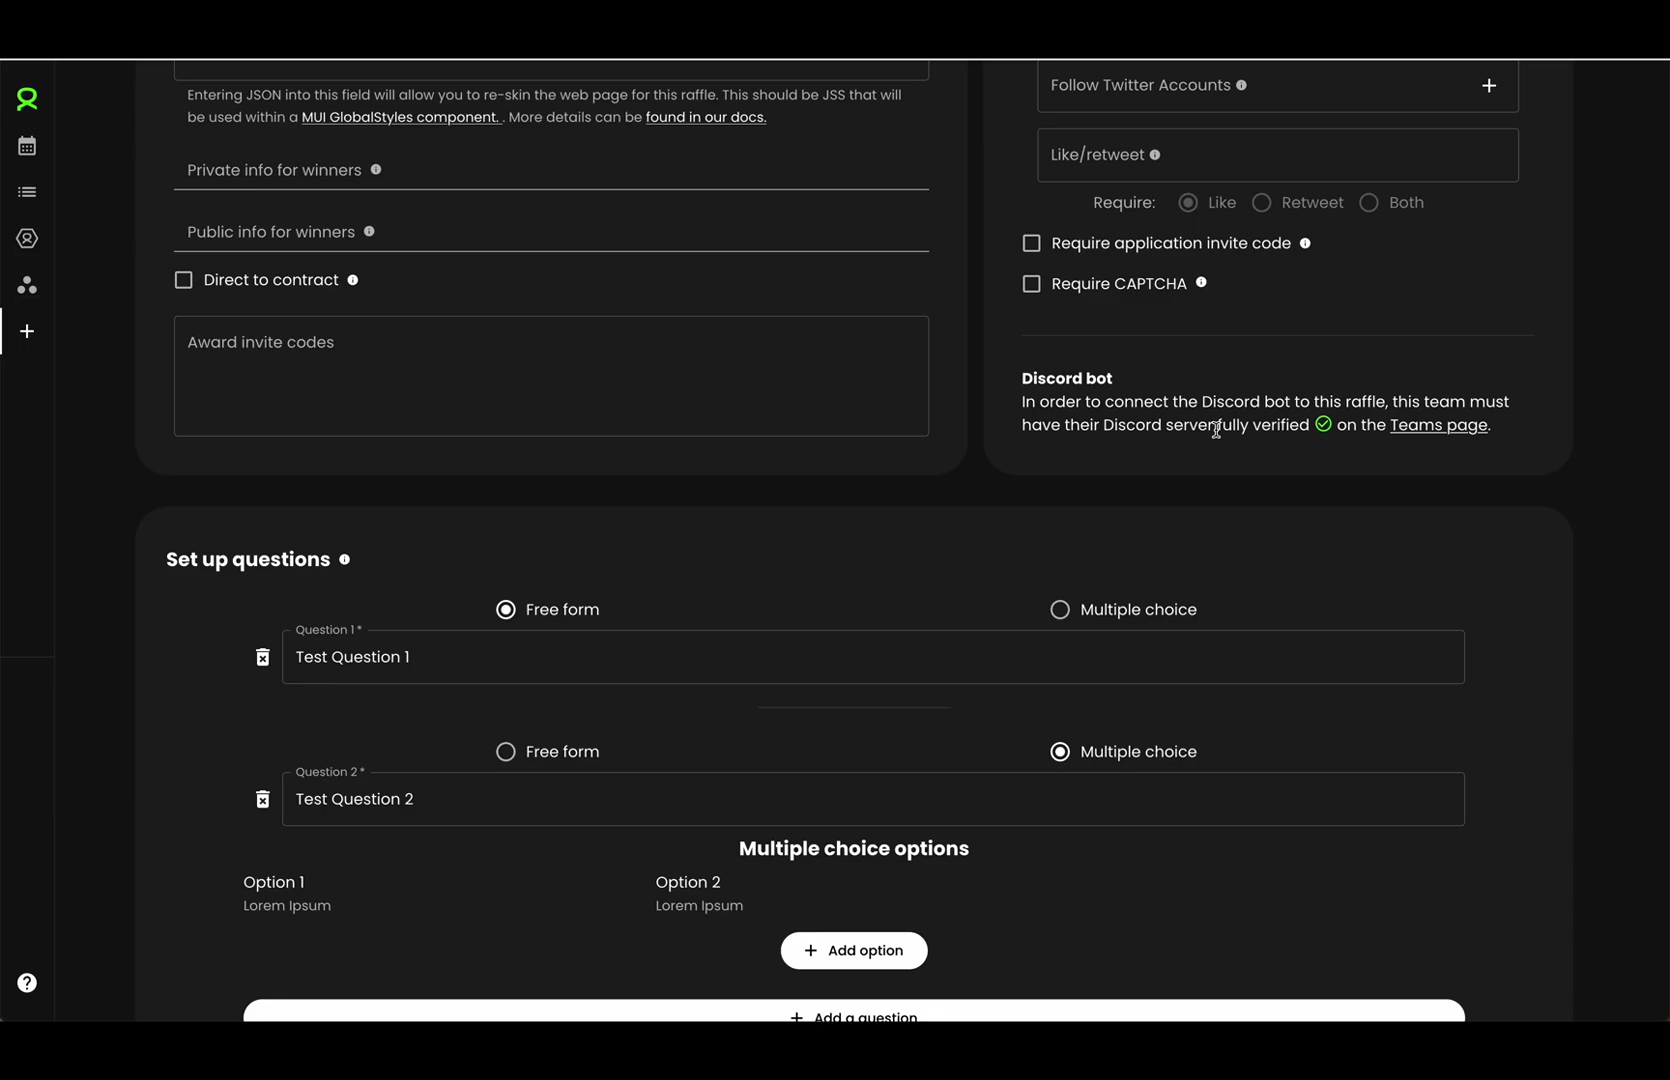 Entering JSON into this field will allow you to re-skin the web page for this raffle. This should be JSS that will
be used within a MUI GlobalStyles component. . More details can be found in our docs.
Private info for winners
Public info for winners
Direct to contract
Award invite codes
Follow Twitter Accounts
Like/retweet
Require: Like Retweet Both
Require application invite code
Require CAPTCHA
Discord bot
In order to connect the Discord bot to this raffle, this team must
have their Discord server fully verified on the Teams page.
Set up questions
Free form Multiple choice
Question 1 *
Test Question 1
Free form Multiple choice
Question 2 *
Test Question 2
Multiple choice options
Option 1 Option 2
Lorem Ipsum Lorem Ipsum
+ Add option
+ Add a question